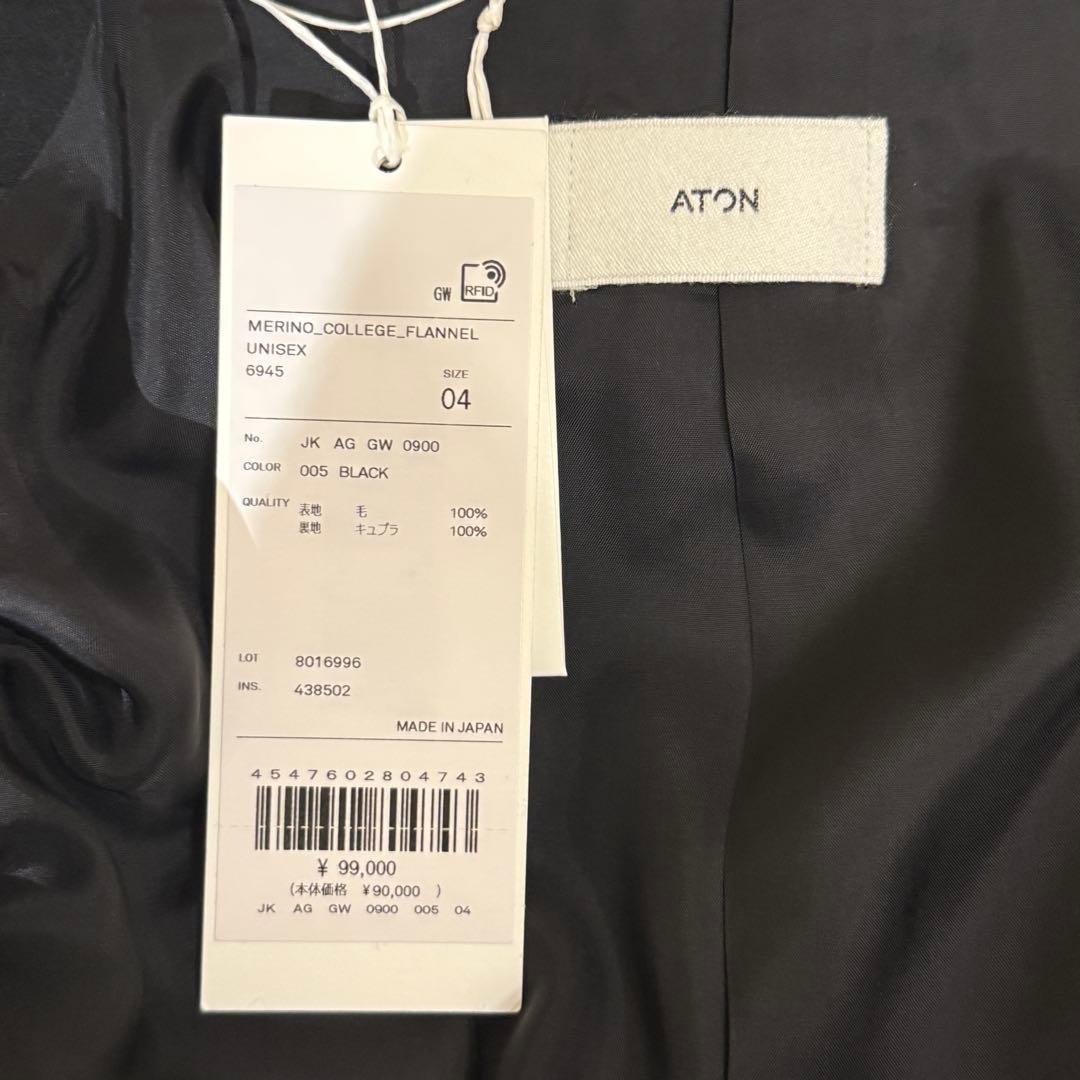 ATON
GW RFID
MERINO_COLLEGE_FLANNEL
UNISEX
6945
SIZE
04
No. JK AG GW 0900
COLOR 005 BLACK
QUALITY 表地 毛 100%
裏地 キュプラ 100%
LOT 8016996
INS. 438502
MADE IN JAPAN
4547602804743
¥ 99,000
(本体価格 ¥90,000 )
JK AG GW 0900 005 04